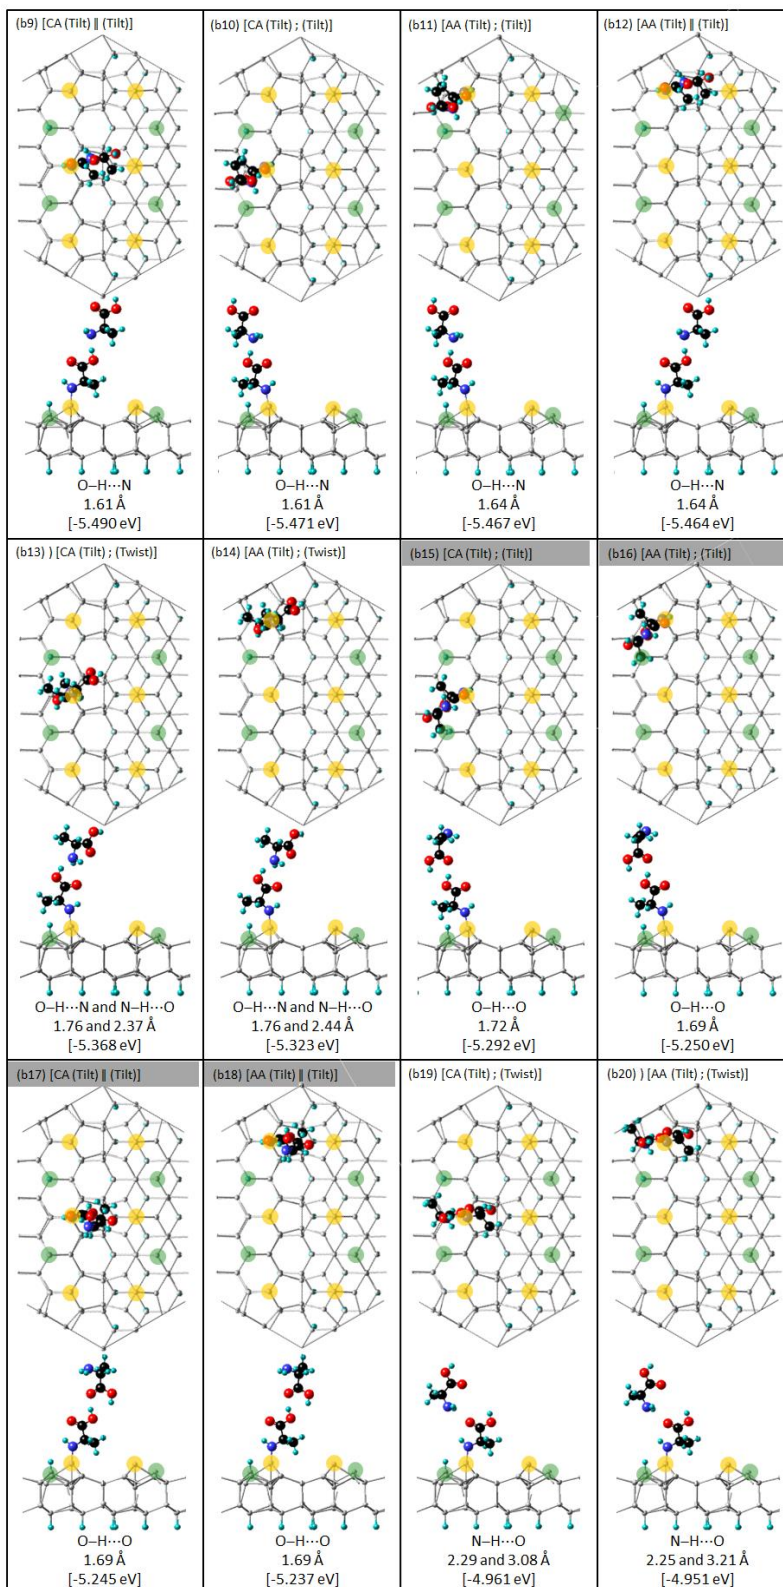 (b9) [CA (Tilt) ∥ (Tilt)]
(b10) [CA (Tilt) ; (Tilt)]
(b11) [AA (Tilt) ; (Tilt)]
(b12) [AA (Tilt) ∥ (Tilt)]
O–H···N
1.61 Å
[-5.490 eV]
O–H···N
1.61 Å
[-5.471 eV]
O–H···N
1.64 Å
[-5.467 eV]
O–H···N
1.64 Å
[-5.464 eV]
(b13) ) [CA (Tilt) ; (Twist)]
(b14) [AA (Tilt) ; (Twist)]
(b15) [CA (Tilt) ; (Tilt)]
(b16) [AA (Tilt) ; (Tilt)]
O–H···N and N–H···O
1.76 and 2.37 Å
[-5.368 eV]
O–H···N and N–H···O
1.76 and 2.44 Å
[-5.323 eV]
O–H···O
1.72 Å
[-5.292 eV]
O–H···O
1.69 Å
[-5.250 eV]
(b17) [CA (Tilt) ∥ (Tilt)]
(b18) [AA (Tilt) ∥ (Tilt)]
(b19) [CA (Tilt) ; (Twist)]
(b20) ) [AA (Tilt) ; (Twist)]
O–H···O
1.69 Å
[-5.245 eV]
O–H···O
1.69 Å
[-5.237 eV]
N–H···O
2.29 and 3.08 Å
[-4.961 eV]
N–H···O
2.25 and 3.21 Å
[-4.951 eV]